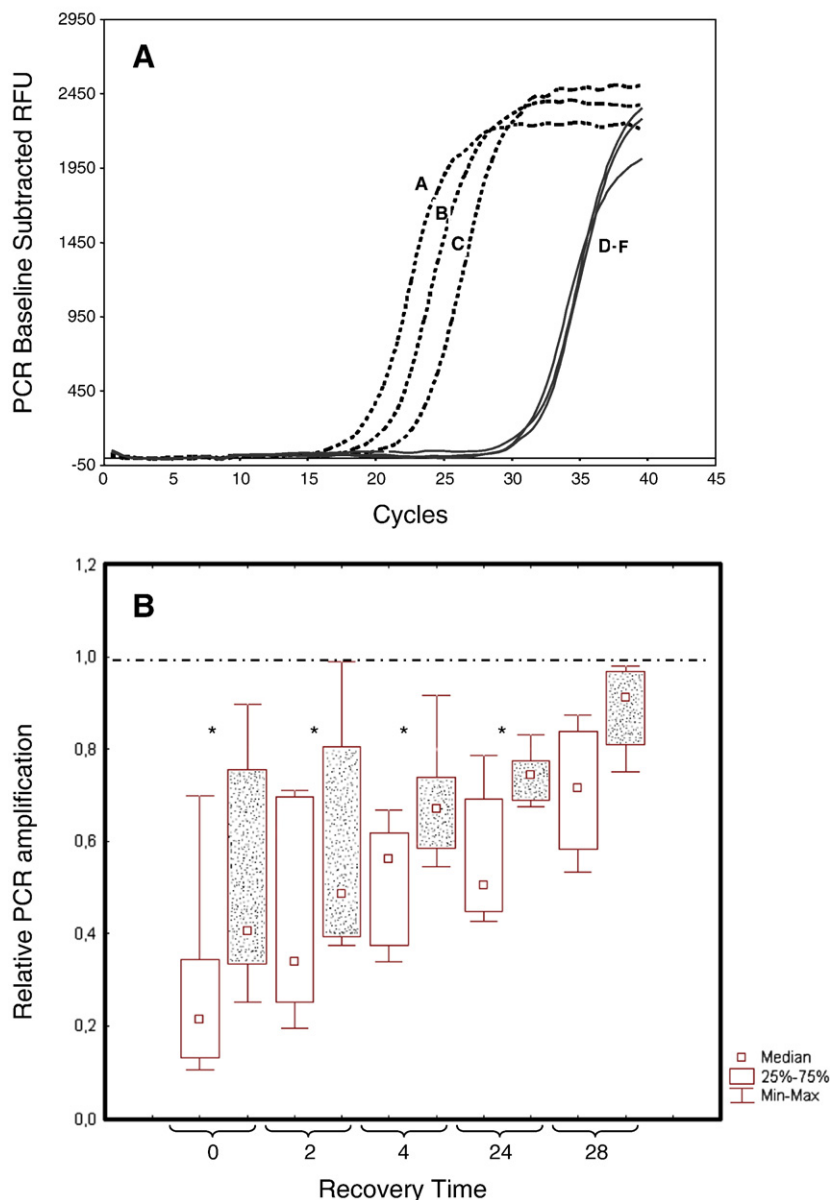 A
PCR Baseline Subtracted RFU
2950
2450
1950
1450
950
450
-50
A
B
C
D-F
0 5 10 15 20 25 30 35 40 45
Cycles
B
Relative PCR amplification
1,2
1,0
0,8
0,6
0,4
0,2
0,0
* * * *
Median
25%-75%
Min-Max
0 2 4 24 28
Recovery Time